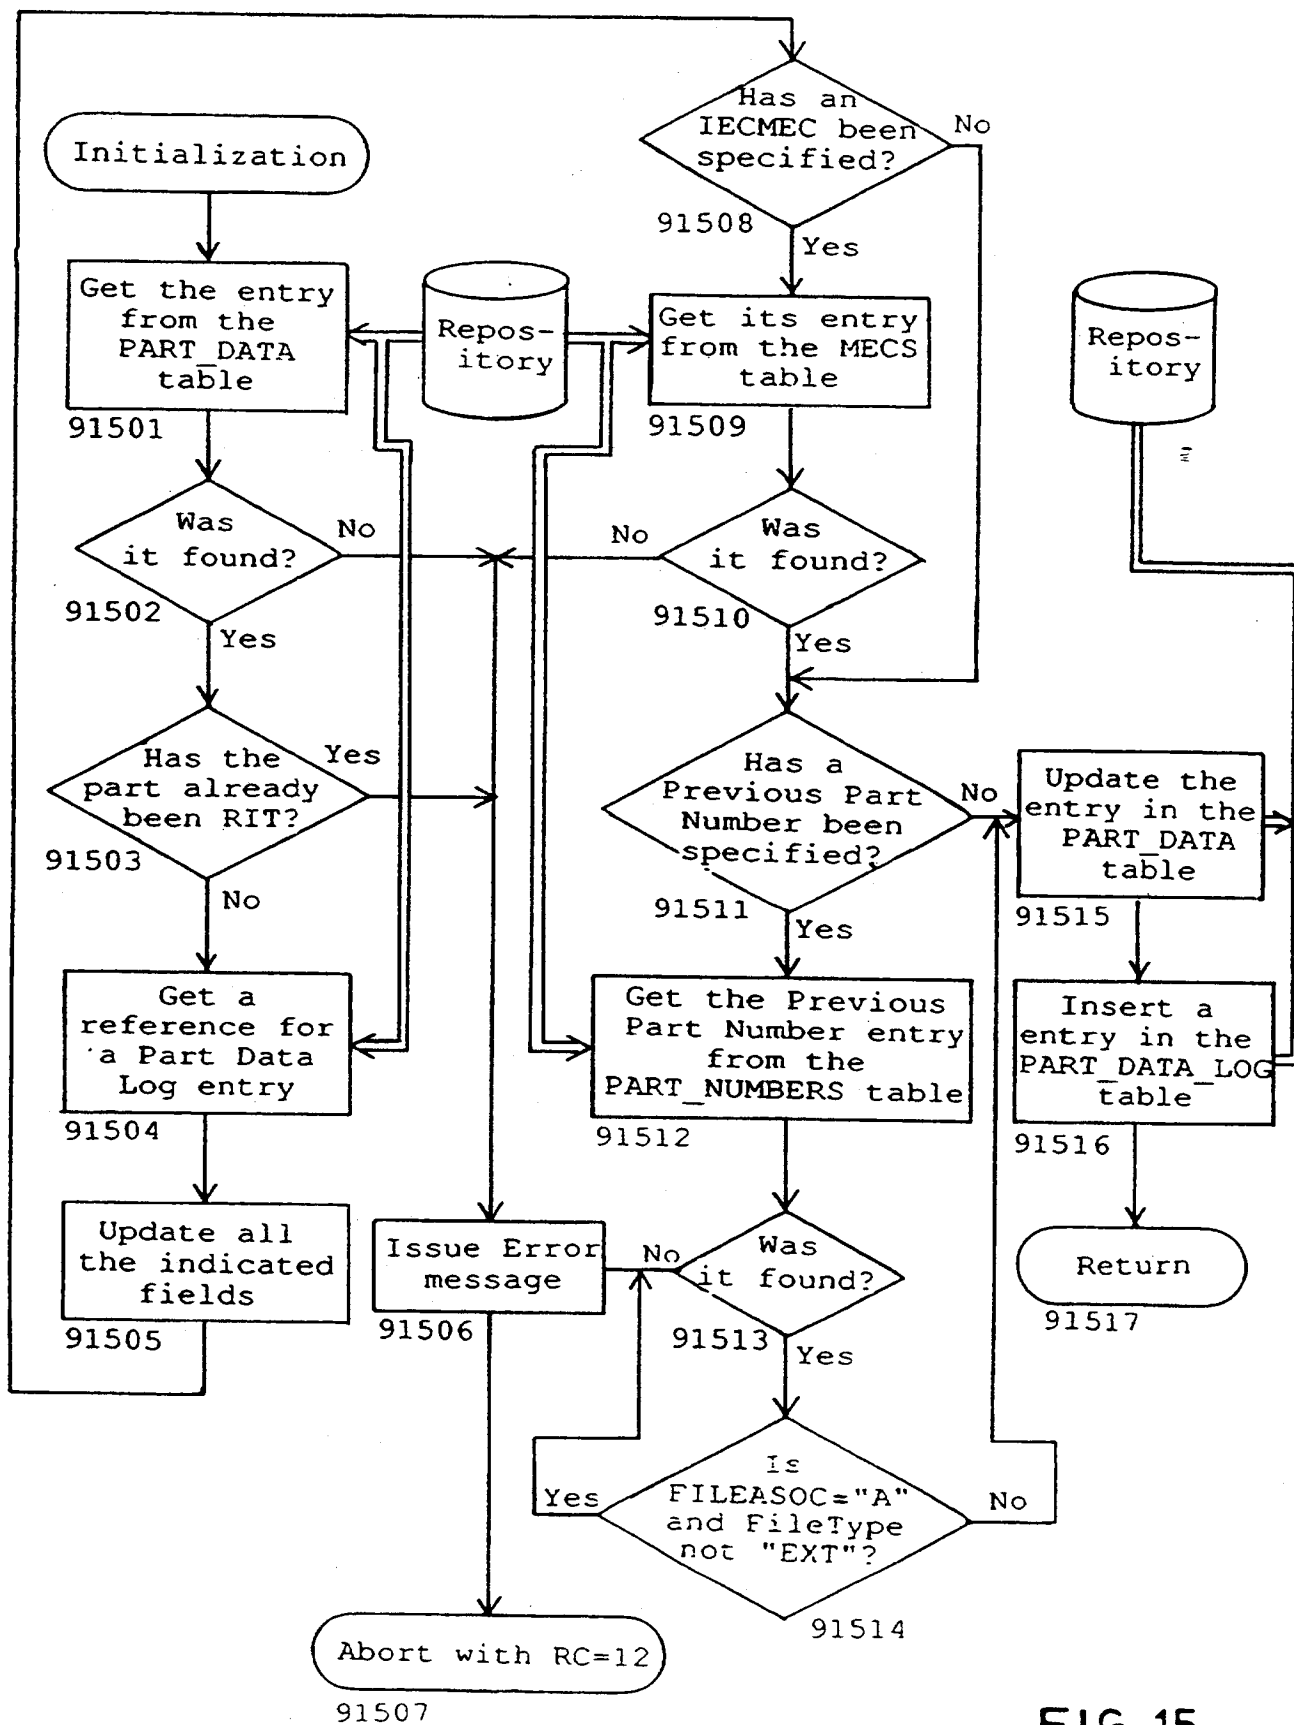 Initialization
Get the entry
from the
PART_DATA
table
91501
Was
it found?
No
91502
Yes
Has the
part already
been RIT?
Yes
91503
No
Get a
reference for
a Part Data
Log entry
91504
Update all
the indicated
fields
91505
Repos-
itory
Issue Error
message
91506
Abort with RC=12
91507
Has an
IECMEC been
specified?
No
91508
Yes
Get its entry
from the MECS
table
91509
Was
it found?
No
91510
Yes
Has a
Previous Part
Number been
specified?
No
91511
Yes
Get the Previous
Part Number entry
from the
PART_NUMBERS table
91512
Was
it found?
No
91513
Yes
Is
FILEASOC="A"
and FileType
not "EXT"?
Yes
No
91514
Repos-
itory
Update the
entry in the
PART_DATA
table
91515
Insert a
entry in the
PART_DATA_LOG
table
91516
Return
91517